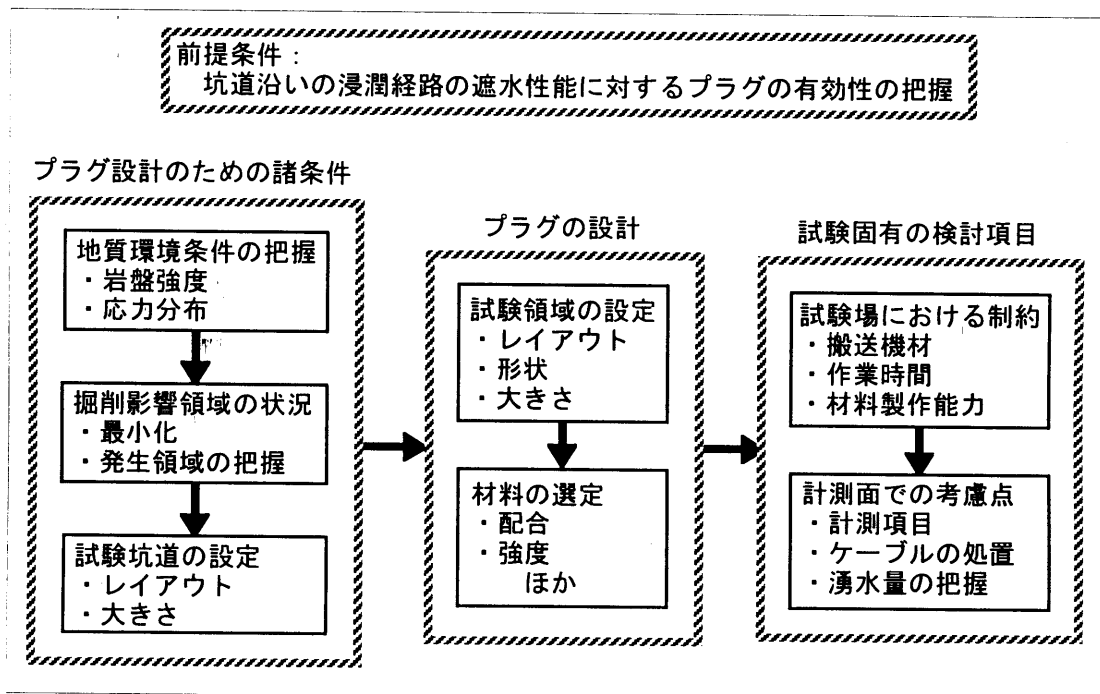 前提条件：
坑道沿いの浸潤経路の遮水性能に対するプラグの有効性の把握
プラグ設計のための諸条件
地質環境条件の把握
・岩盤強度
・応力分布
掘削影響領域の状況
・最小化
・発生領域の把握
試験坑道の設定
・レイアウト
・大きさ
プラグの設計
試験領域の設定
・レイアウト
・形状
・大きさ
材料の選定
・配合
・強度
ほか
試験固有の検討項目
試験場における制約
・搬送機材
・作業時間
・材料製作能力
計測面での考慮点
・計測項目
・ケーブルの処置
・湧水量の把握